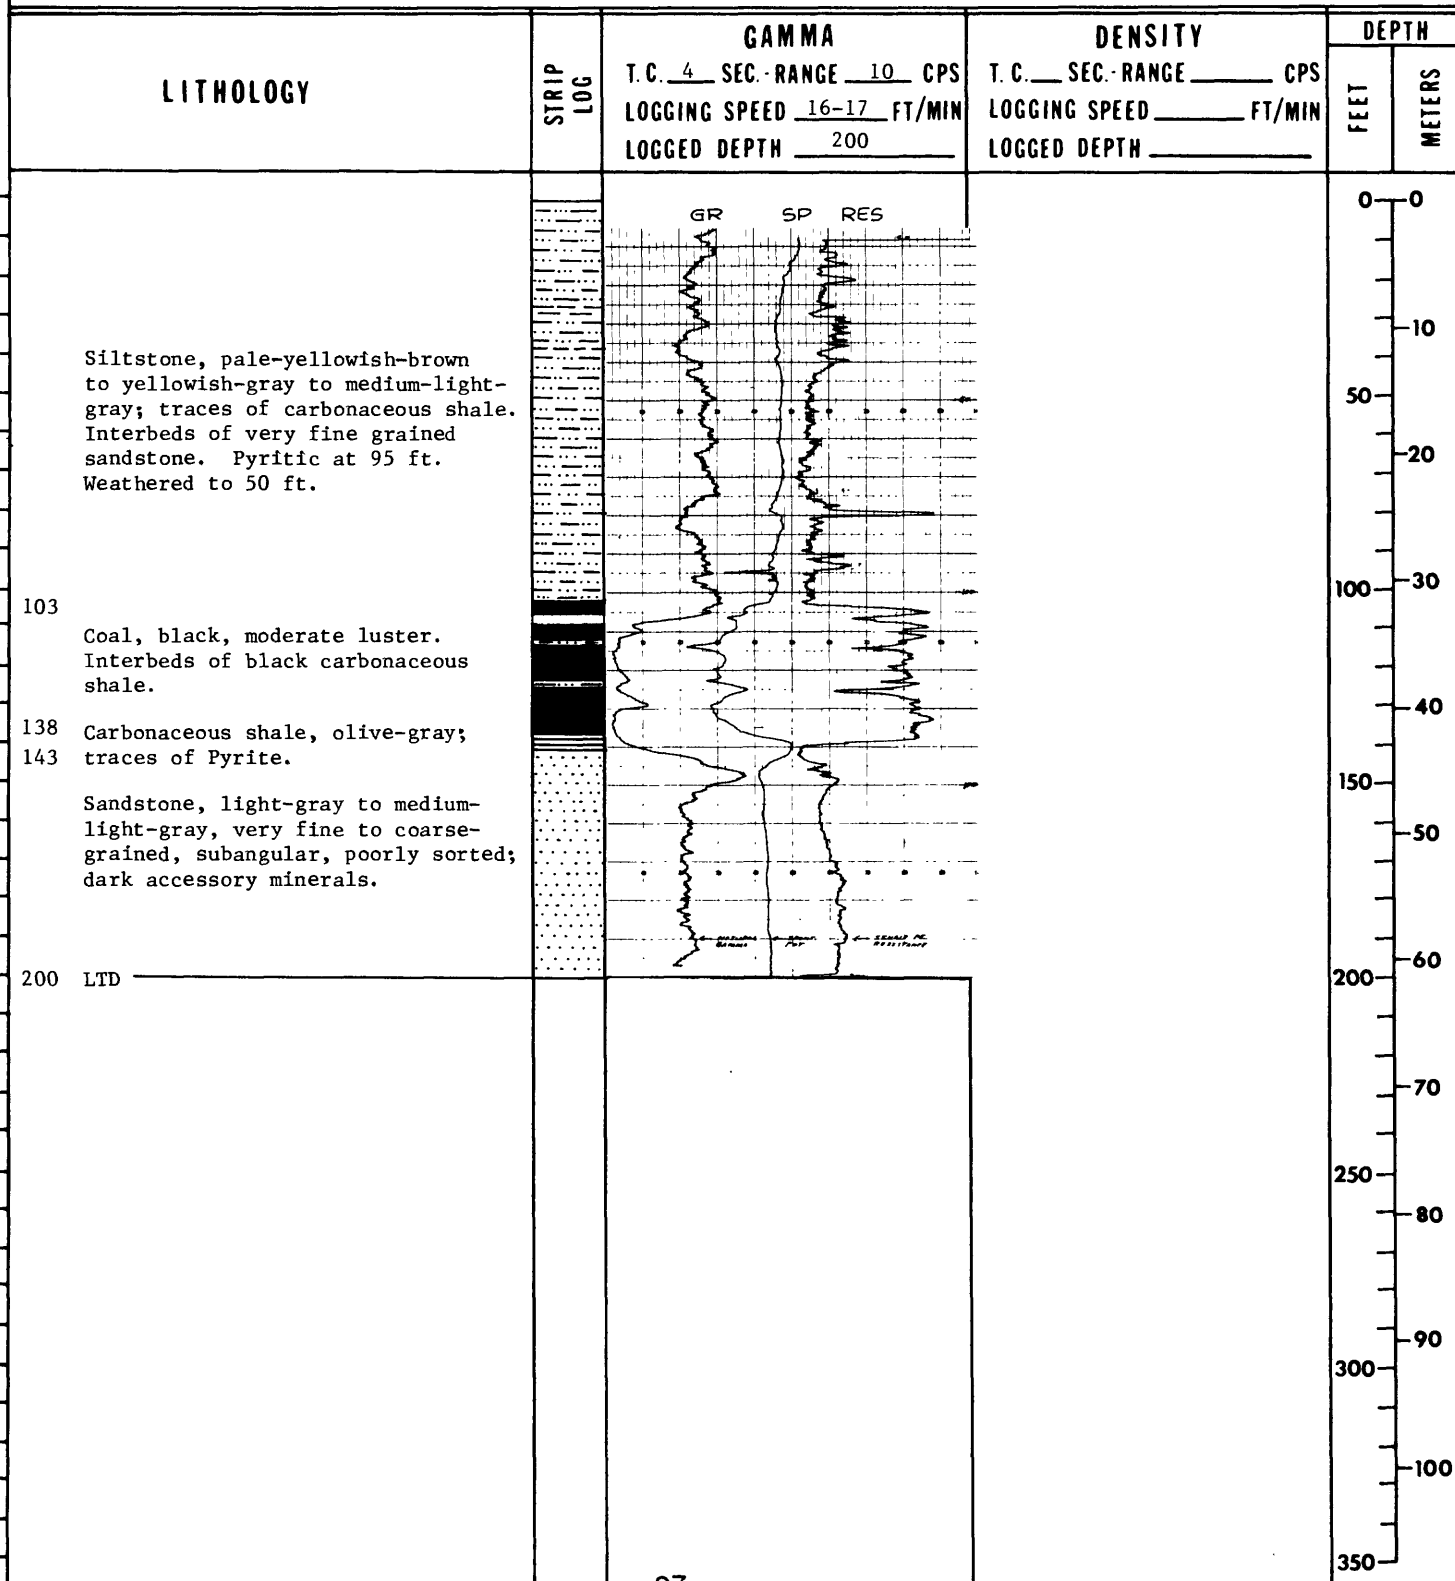 LITHOLOGY
STRIP LOG
GAMMA
T.C. 4 SEC.-RANGE 10 CPS
LOGGING SPEED 16-17 FT/MIN
LOGGED DEPTH 200
DENSITY
T.C. SEC.-RANGE CPS
LOGGING SPEED FT/MIN
LOGGED DEPTH
DEPTH
FEET
METERS
GR SP RES
Siltstone, pale-yellowish-brown
to yellowish-gray to medium-light-
gray; traces of carbonaceous shale.
Interbeds of very fine grained
sandstone. Pyritic at 95 ft.
Weathered to 50 ft.
103
Coal, black, moderate luster.
Interbeds of black carbonaceous
shale.
138 Carbonaceous shale, olive-gray;
143 traces of Pyrite.
Sandstone, light-gray to medium-
light-gray, very fine to coarse-
grained, subangular, poorly sorted;
dark accessory minerals.
200 LTD
0 0
10
50
20
100 30
40
150
50
60
200
70
250
80
90
300
100
350